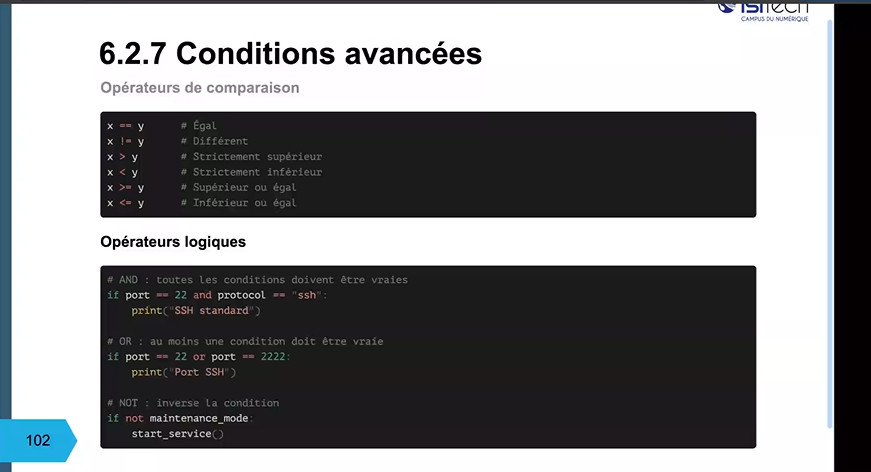 ISITECH
CAMPUS DU NUMÉRIQUE
6.2.7 Conditions avancées
Opérateurs de comparaison
x == y # Égal
x != y # Différent
x > y # Strictement supérieur
x < y # Strictement inférieur
x >= y # Supérieur ou égal
x <= y # Inférieur ou égal
Opérateurs logiques
# AND : toutes les conditions doivent être vraies
if port == 22 and protocol == "ssh":
print("SSH standard")
# OR : au moins une condition doit être vraie
if port == 22 or port == 2222:
print("Port SSH")
# NOT : inverse la condition
if not maintenance_mode:
start_service()
102